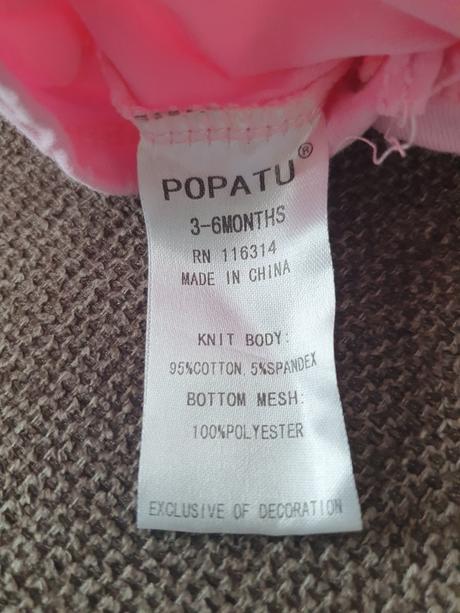 POPATU®
3-6MONTHS
RN 116314
MADE IN CHINA
KNIT BODY:
95%COTTON, 5%SPANDEX
BOTTOM MESH:
100%POLYESTER
EXCLUSIVE OF DECORATION